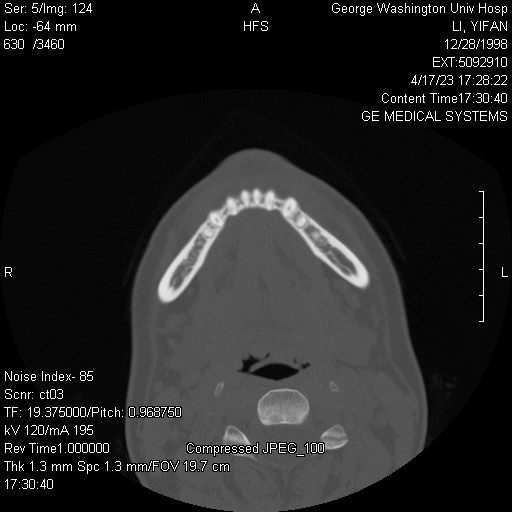 Ser: 5/Img: 124
Loc: -64 mm
630 /3460
A
HFS
George Washington Univ Hosp
LI, YIFAN
12/28/1998
EXT:5092910
4/17/23 17:28:22
Content Time17:30:40
GE MEDICAL SYSTEMS
R
L
Noise Index- 85
Scnr: ct03
TF: 19.375000/Pitch: 0.968750
kV 120/mA 195
Rev Time1.000000
Compressed JPEG_100
Thk 1.3 mm Spc 1.3 mm/FOV 19.7 cm
17:30:40